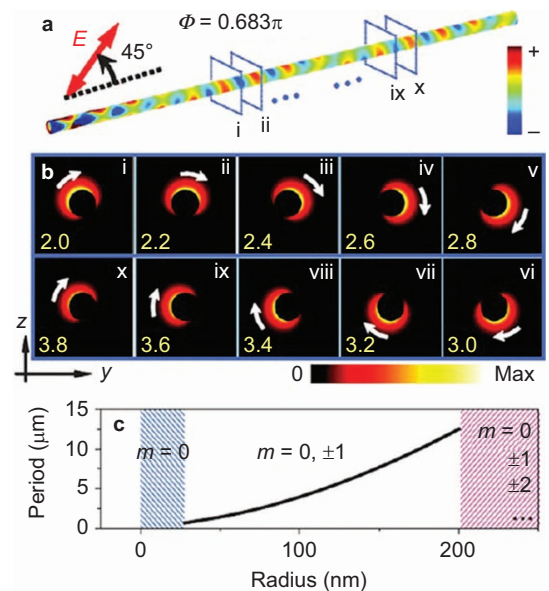 a
E
45°
Φ = 0.683π
i
ii
ix
x
+
–
b
i
ii
iii
iv
v
2.0
2.2
2.4
2.6
2.8
x
ix
viii
vii
vi
3.8
3.6
3.4
3.2
3.0
z
y
0
Max
c
15
10
5
0
Period (μm)
m = 0
m = 0, ±1
m = 0
±1
±2
...
0
100
200
Radius (nm)